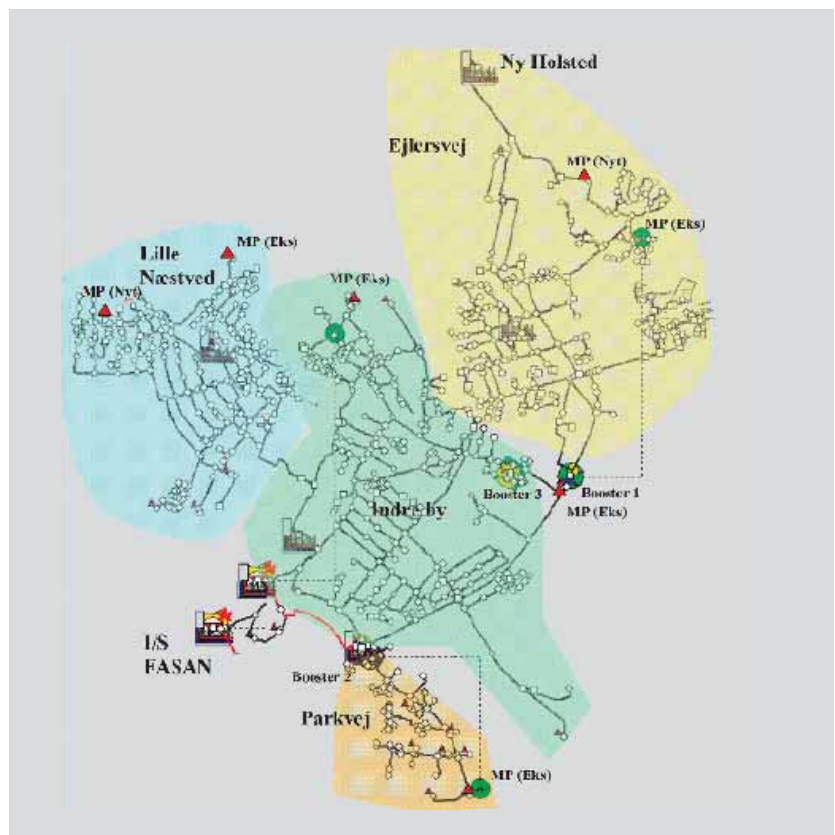 Ny Holsted
Ejlersvej
MP (Nyt)
MP (Eks)
Lille
Næstved
MP (Eks)
MP (Nyt)
MP (Eks)
Indre by
Booster 3
Booster 1
MP (Eks)
I/S
FASAN
Booster 2
Parkvej
MP (Eks)